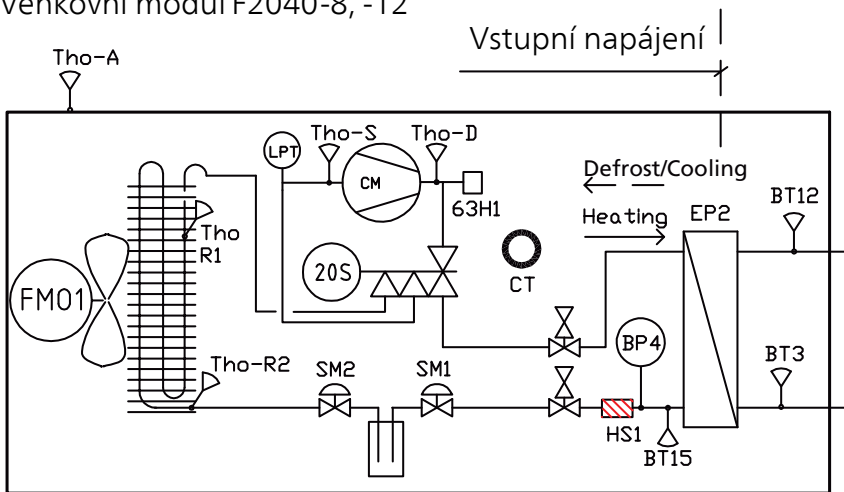 Venkovní modul F2040-8, -12
Vstupní napájení
Tho-A
Tho-S
Tho-D
LPT
CM
63H1
Defrost/Cooling
Heating
EP2
BT12
Tho
R1
20S
CT
FM01
BP4
BT3
Tho-R2
SM2
SM1
HS1
BT15